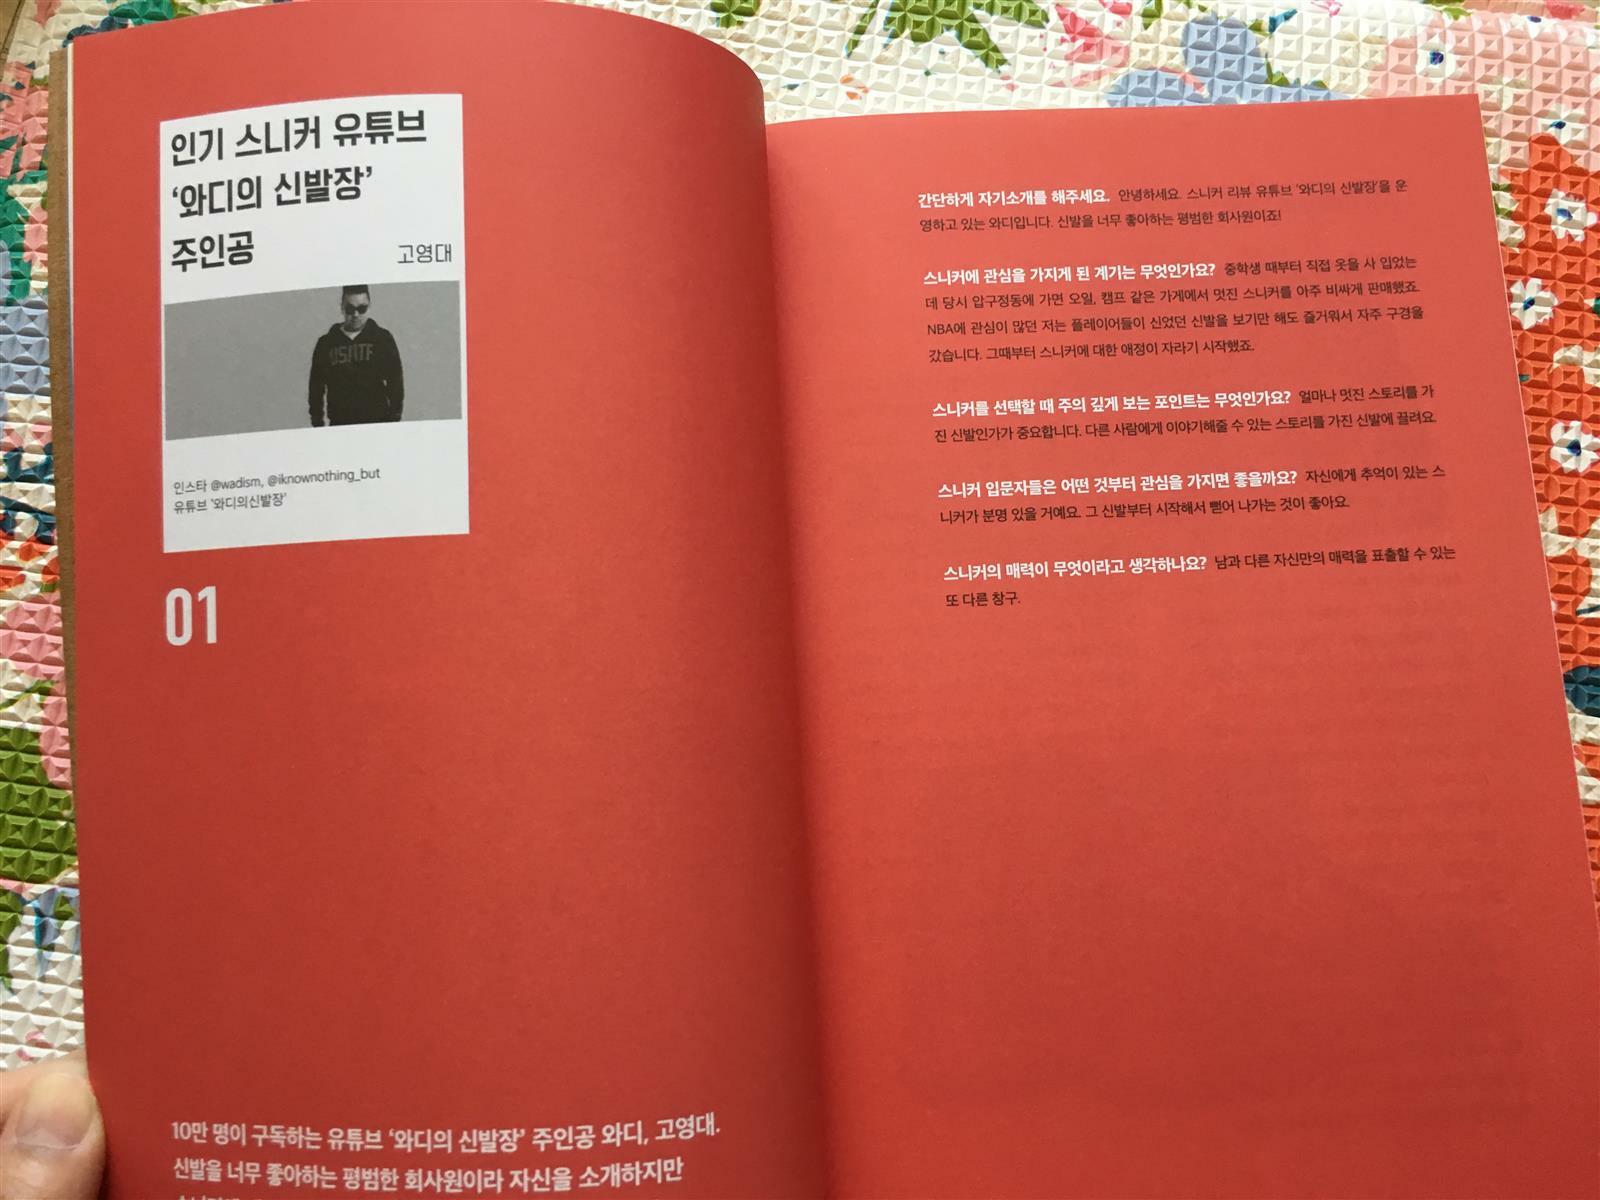 인기 스니커 유튜브
‘와디의 신발장’
주인공
고영대
USMTF
인스타 @wadism, @iknownothing_but
유튜브 ‘와디의신발장’
01
10만 명이 구독하는 유튜브 ‘와디의 신발장’ 주인공 와디, 고영대.
신발을 너무 좋아하는 평범한 회사원이라 자신을 소개하지만
간단하게 자기소개를 해주세요. 안녕하세요. 스니커 리뷰 유튜브 ‘와디의 신발장’을 운
영하고 있는 와디입니다. 신발을 너무 좋아하는 평범한 회사원이죠!
스니커에 관심을 가지게 된 계기는 무엇인가요? 중학생 때부터 직접 옷을 사 입었는
데 당시 압구정동에 가면 오일, 캠프 같은 가게에서 멋진 스니커를 아주 비싸게 판매했죠.
NBA에 관심이 많던 저는 플레이어들이 신었던 신발을 보기만 해도 즐거워서 자주 구경을
갔습니다. 그때부터 스니커에 대한 애정이 자라기 시작했죠.
스니커를 선택할 때 주의 깊게 보는 포인트는 무엇인가요? 얼마나 멋진 스토리를 가
진 신발인가가 중요합니다. 다른 사람에게 이야기해줄 수 있는 스토리를 가진 신발에 끌려요.
스니커 입문자들은 어떤 것부터 관심을 가지면 좋을까요? 자신에게 추억이 있는 스
니커가 분명 있을 거예요. 그 신발부터 시작해서 뻗어 나가는 것이 좋아요.
스니커의 매력이 무엇이라고 생각하나요? 남과 다른 자신만의 매력을 표출할 수 있는
또 다른 창구.